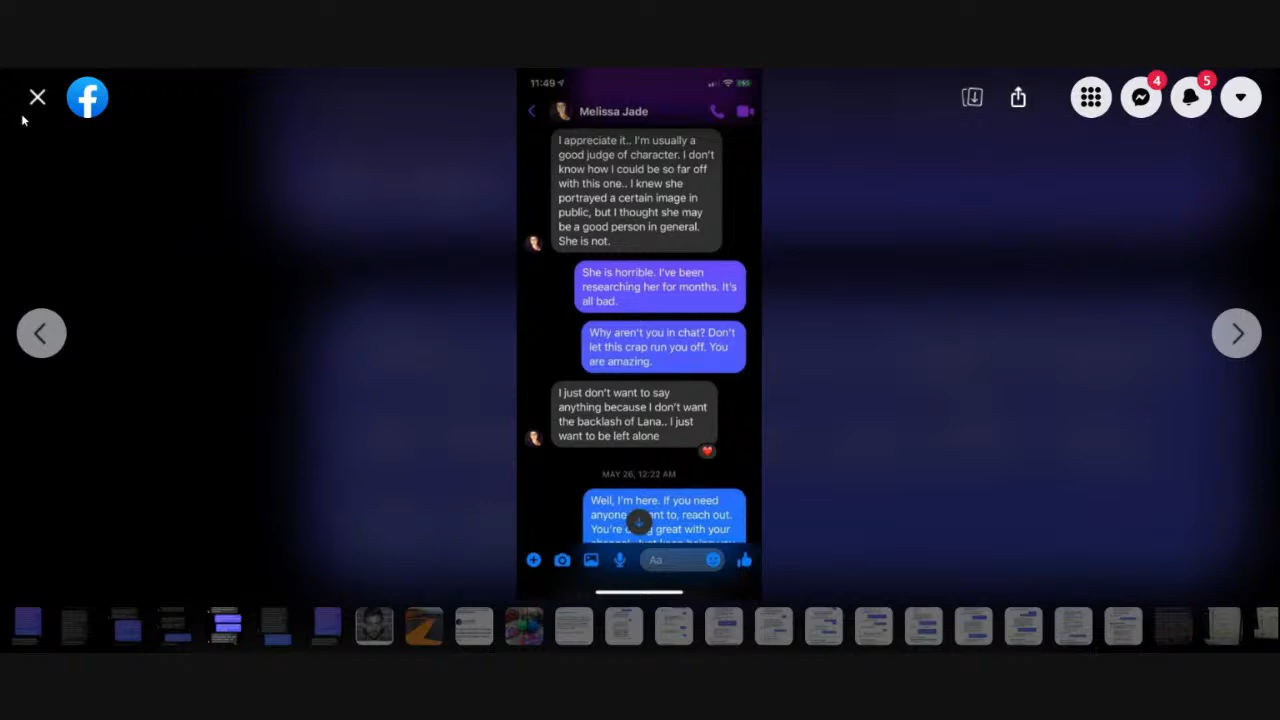 4
5
11:49
Melissa Jade
I appreciate it.. I'm usually a
good judge of character. I don't
know how I could be so far off
with this one.. I knew she
portrayed a certain image in
public, but I thought she may
be a good person in general.
She is not.
She is horrible. I've been
researching her for months. It's
all bad.
Why aren't you in chat? Don't
let this crap run you off. You
are amazing.
I just don't want to say
anything because I don't want
the backlash of Lana.. I just
want to be left alone
MAY 26, 12:22 AM
Well, I'm here. If you need
anyone to, reach out.
You're great with your
Aa